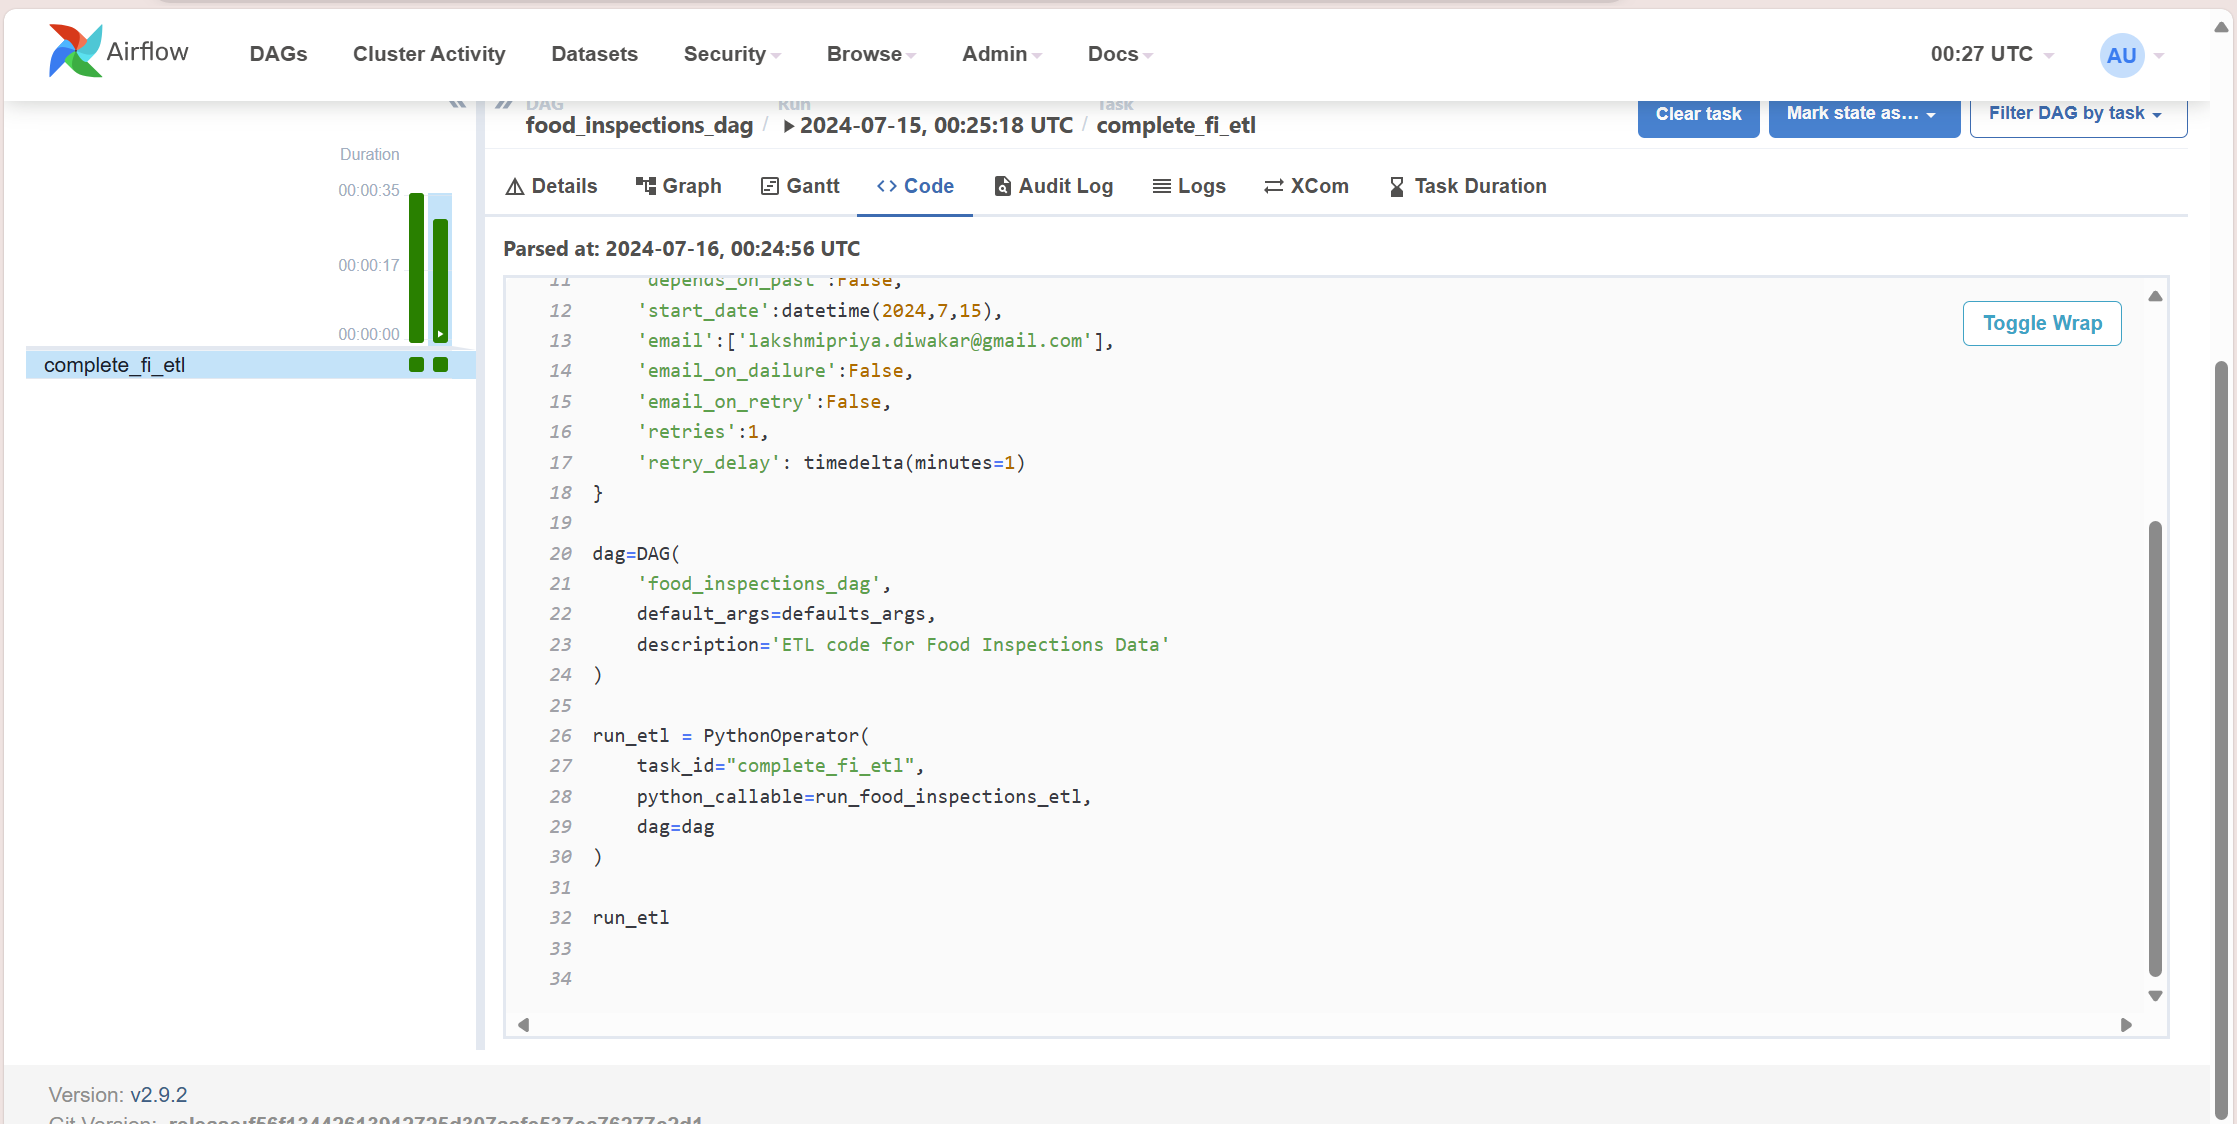 Airflow DAGs Cluster Activity Datasets Security Browse Admin Docs 00:27 UTC AU
DAG Run Task
food_inspections_dag / 2024-07-15, 00:25:18 UTC / complete_fi_etl
Clear task Mark state as... Filter DAG by task
Duration
00:00:35
00:00:17
00:00:00
complete_fi_etl
Details Graph Gantt Code Audit Log Logs XCom Task Duration
Parsed at: 2024-07-16, 00:24:56 UTC
Toggle Wrap
11 'depends_on_past':False,
12 'start_date':datetime(2024,7,15),
13 'email':['lakshmipriya.diwakar@gmail.com'],
14 'email_on_dailure':False,
15 'email_on_retry':False,
16 'retries':1,
17 'retry_delay': timedelta(minutes=1)
18 }
19
20 dag=DAG(
21 'food_inspections_dag',
22 default_args=defaults_args,
23 description='ETL code for Food Inspections Data'
24 )
25
26 run_etl = PythonOperator(
27 task_id="complete_fi_etl",
28 python_callable=run_food_inspections_etl,
29 dag=dag
30 )
31
32 run_etl
33
34
Version: v2.9.2
Git Version: